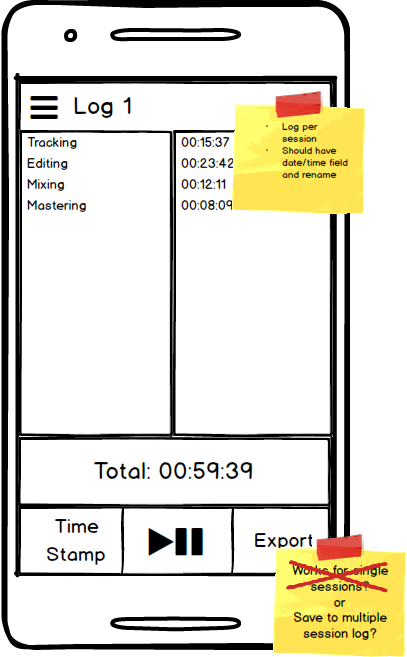 Log 1
Tracking 00:15:37
Editing 00:23:42
Mixing 00:12:11
Mastering 00:08:09
· Log per
session
· Should have
date/time field
and rename
Total: 00:59:39
Time
Stamp
Export
Works for single
sessions?
or
Save to multiple
session log?